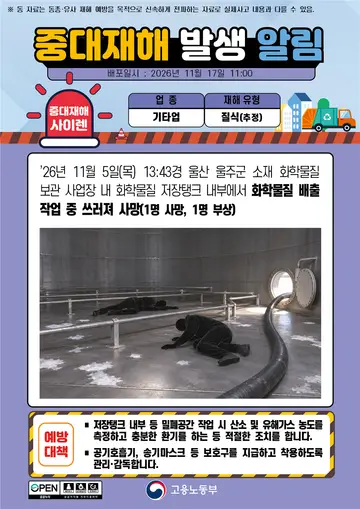 ※ 동 자료는 동종·유사 재해 예방을 목적으로 신속하게 전파하는 자료로 실제사고 내용과 다를 수 있음.
중대재해 발생 알림
배포일시 : 2026년 11월 17일 11:00
중대재해
사이렌
업 종
재해 유형
기타업
질식(추정)
’26년 11월 5일(목) 13:43경 울산 울주군 소재 화학물질
보관 사업장 내 화학물질 저장탱크 내부에서 화학물질 배출
작업 중 쓰러져 사망(1명 사망, 1명 부상)
예방
대책
▪ 저장탱크 내부 등 밀폐공간 작업 시 산소 및 유해가스 농도를
측정하고 충분한 환기를 하는 등 적절한 조치를 합니다.
▪ 공기호흡기, 송기마스크 등 보호구를 지급하고 착용하도록
관리·감독합니다.
OPEN
고용노동부